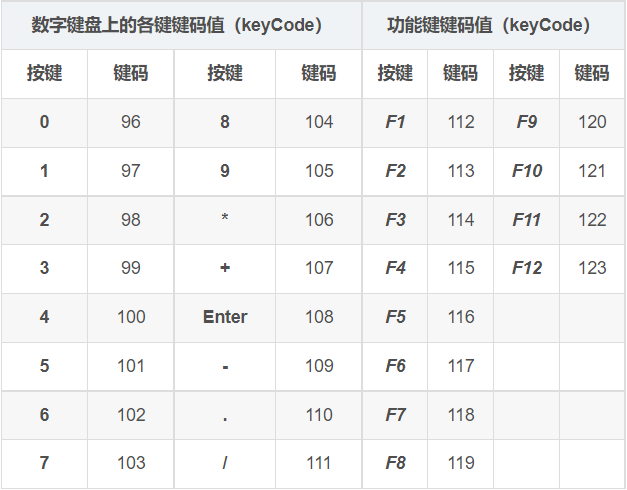 数字键盘上的各键键码值（keyCode） 功能键键码值（keyCode）
按键 键码 按键 键码 按键 键码 按键 键码
0 96 8 104 F1 112 F9 120
1 97 9 105 F2 113 F10 121
2 98 * 106 F3 114 F11 122
3 99 + 107 F4 115 F12 123
4 100 Enter 108 F5 116
5 101 - 109 F6 117
6 102 . 110 F7 118
7 103 / 111 F8 119